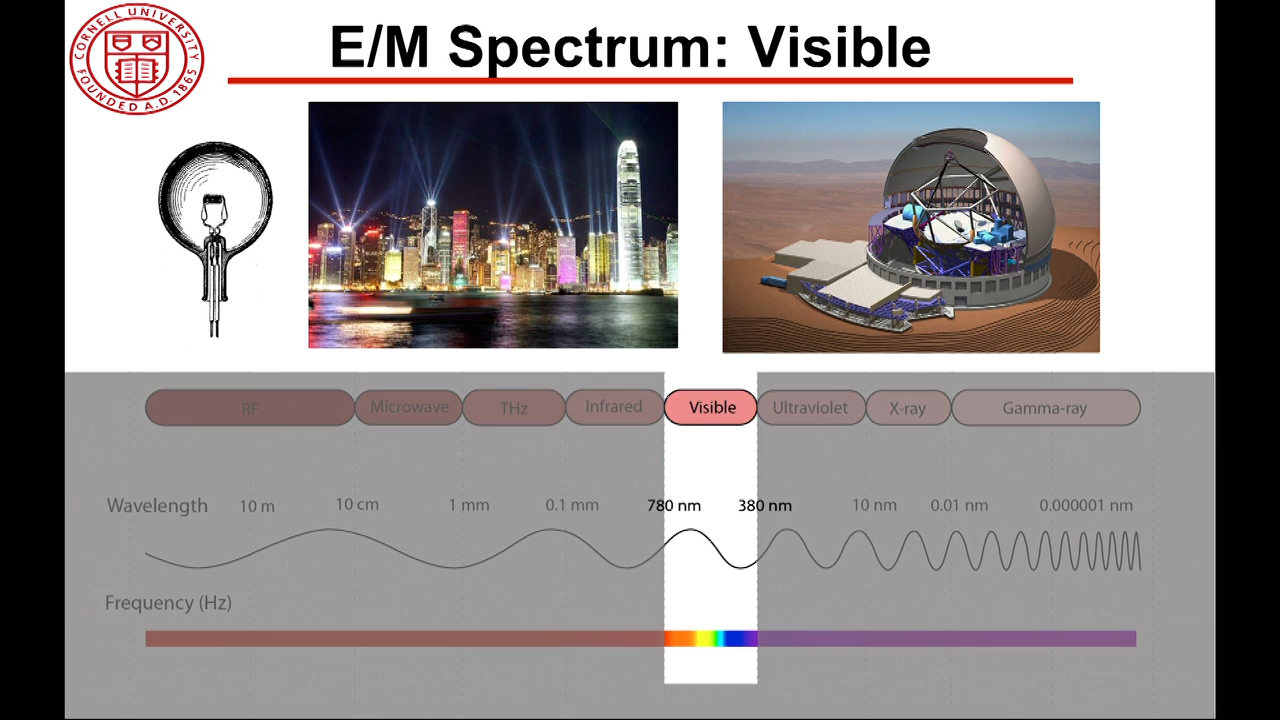 CORNELL UNIVERSITY
FOUNDED A.D. 1865
E/M Spectrum: Visible
RF Microwave THz Infrared Visible Ultraviolet X-ray Gamma-ray
Wavelength 10 m 10 cm 1 mm 0.1 mm 780 nm 380 nm 10 nm 0.01 nm 0.000001 nm
Frequency (Hz)